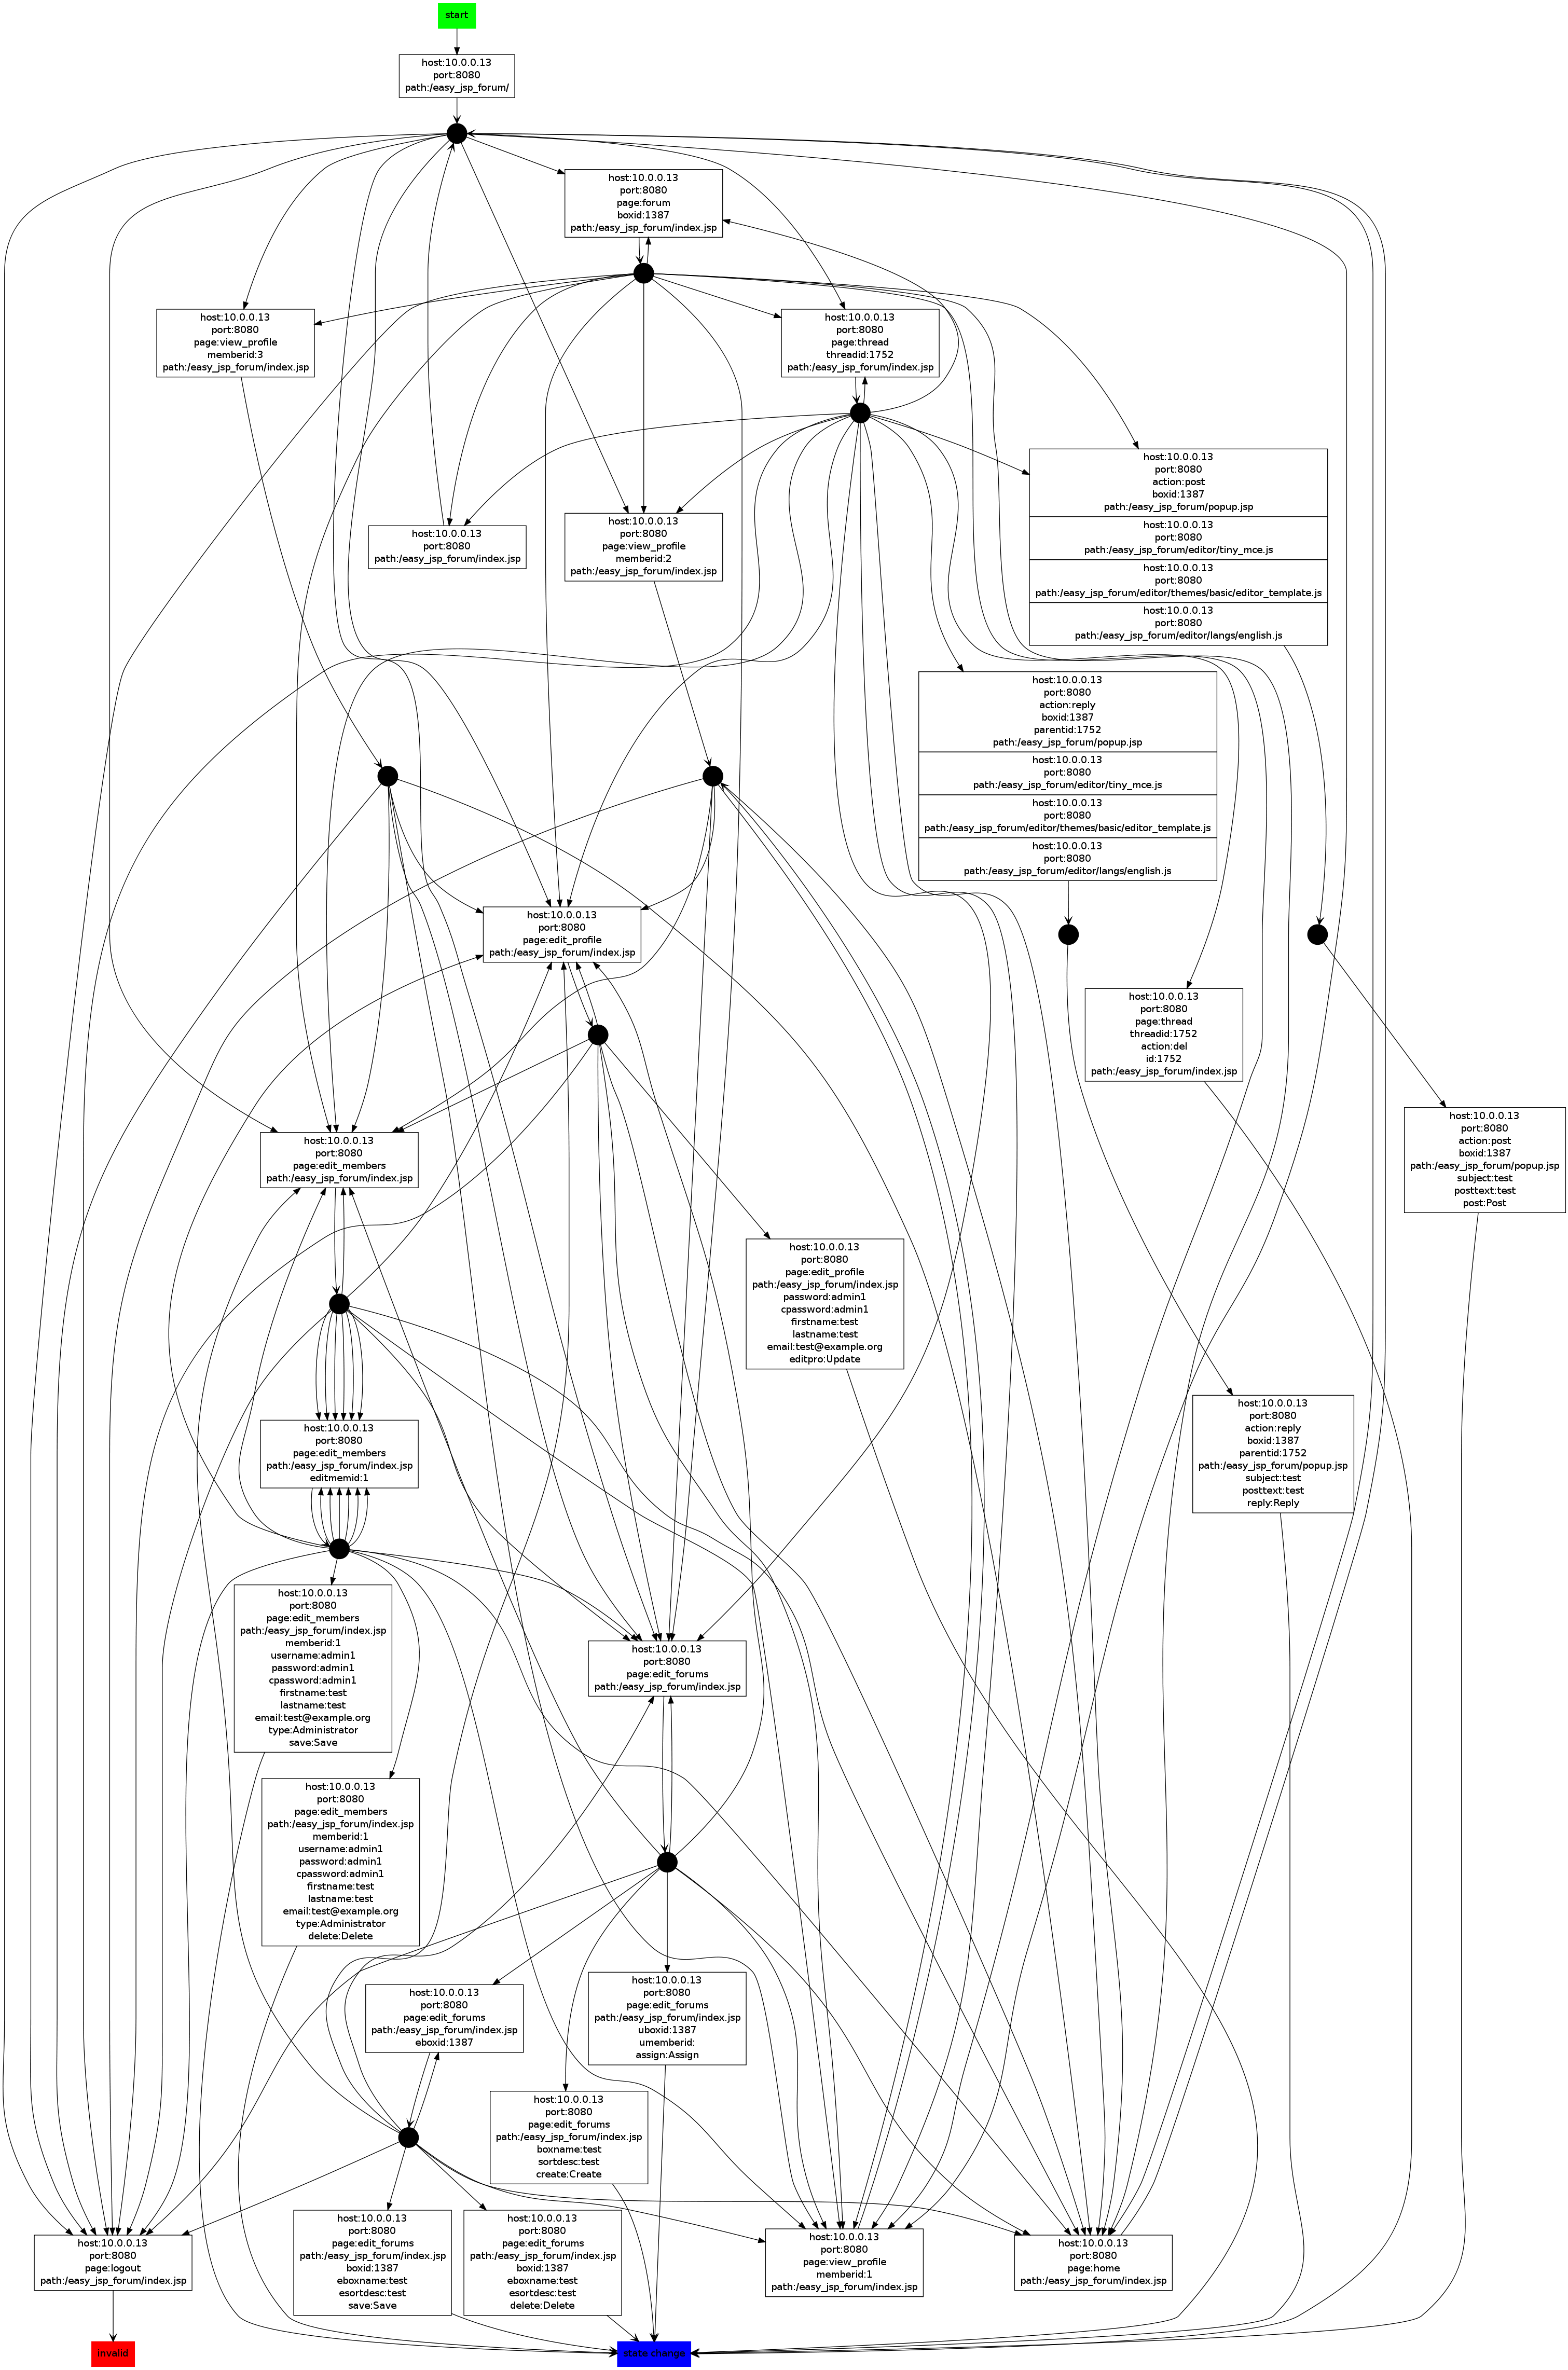 start
host:10.0.0.13
port:8080
path:/easy_jsp_forum/
host:10.0.0.13
port:8080
page:forum
boxid:1387
path:/easy_jsp_forum/index.jsp
host:10.0.0.13
port:8080
page:view_profile
memberid:3
path:/easy_jsp_forum/index.jsp
host:10.0.0.13
port:8080
page:thread
threadid:1752
path:/easy_jsp_forum/index.jsp
host:10.0.0.13
port:8080
action:post
boxid:1387
path:/easy_jsp_forum/popup.jsp
host:10.0.0.13
port:8080
path:/easy_jsp_forum/editor/tiny_mce.js
host:10.0.0.13
port:8080
path:/easy_jsp_forum/editor/themes/basic/editor_template.js
host:10.0.0.13
port:8080
path:/easy_jsp_forum/editor/langs/english.js
host:10.0.0.13
port:8080
path:/easy_jsp_forum/index.jsp
host:10.0.0.13
port:8080
page:view_profile
memberid:2
path:/easy_jsp_forum/index.jsp
host:10.0.0.13
port:8080
action:reply
boxid:1387
parentid:1752
path:/easy_jsp_forum/popup.jsp
host:10.0.0.13
port:8080
path:/easy_jsp_forum/editor/tiny_mce.js
host:10.0.0.13
port:8080
path:/easy_jsp_forum/editor/themes/basic/editor_template.js
host:10.0.0.13
port:8080
path:/easy_jsp_forum/editor/langs/english.js
host:10.0.0.13
port:8080
page:edit_profile
path:/easy_jsp_forum/index.jsp
host:10.0.0.13
port:8080
page:thread
threadid:1752
action:del
id:1752
path:/easy_jsp_forum/index.jsp
host:10.0.0.13
port:8080
action:post
boxid:1387
path:/easy_jsp_forum/popup.jsp
subject:test
posttext:test
post:Post
host:10.0.0.13
port:8080
page:edit_members
path:/easy_jsp_forum/index.jsp
host:10.0.0.13
port:8080
page:edit_profile
path:/easy_jsp_forum/index.jsp
password:admin1
cpassword:admin1
firstname:test
lastname:test
email:test@example.org
editpro:Update
host:10.0.0.13
port:8080
action:reply
boxid:1387
parentid:1752
path:/easy_jsp_forum/popup.jsp
subject:test
posttext:test
reply:Reply
host:10.0.0.13
port:8080
page:edit_members
path:/easy_jsp_forum/index.jsp
editmemid:1
host:10.0.0.13
port:8080
page:edit_members
path:/easy_jsp_forum/index.jsp
memberid:1
username:admin1
password:admin1
cpassword:admin1
firstname:test
lastname:test
email:test@example.org
type:Administrator
save:Save
host:10.0.0.13
port:8080
page:edit_forums
path:/easy_jsp_forum/index.jsp
host:10.0.0.13
port:8080
page:edit_members
path:/easy_jsp_forum/index.jsp
memberid:1
username:admin1
password:admin1
cpassword:admin1
firstname:test
lastname:test
email:test@example.org
type:Administrator
delete:Delete
host:10.0.0.13
port:8080
page:edit_forums
path:/easy_jsp_forum/index.jsp
eboxid:1387
host:10.0.0.13
port:8080
page:edit_forums
path:/easy_jsp_forum/index.jsp
uboxid:1387
umemberid:
assign:Assign
host:10.0.0.13
port:8080
page:edit_forums
path:/easy_jsp_forum/index.jsp
boxname:test
sortdesc:test
create:Create
host:10.0.0.13
port:8080
page:logout
path:/easy_jsp_forum/index.jsp
host:10.0.0.13
port:8080
page:edit_forums
path:/easy_jsp_forum/index.jsp
boxid:1387
eboxname:test
esortdesc:test
save:Save
host:10.0.0.13
port:8080
page:edit_forums
path:/easy_jsp_forum/index.jsp
boxid:1387
eboxname:test
esortdesc:test
delete:Delete
host:10.0.0.13
port:8080
page:view_profile
memberid:1
path:/easy_jsp_forum/index.jsp
host:10.0.0.13
port:8080
page:home
path:/easy_jsp_forum/index.jsp
invalid
state change